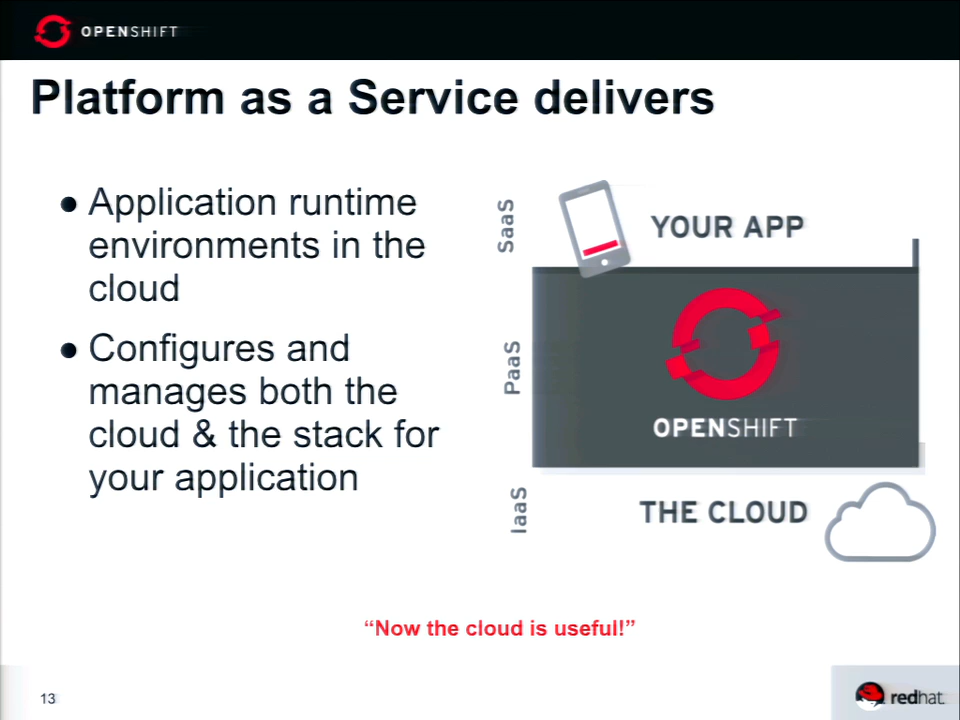 OPENSHIFT
Platform as a Service delivers
• Application runtime
environments in the
cloud
• Configures and
manages both the
cloud & the stack for
your application
SaaS
YOUR APP
PaaS
OPENSHIFT
IaaS
THE CLOUD
“Now the cloud is useful!”
13
redhat.